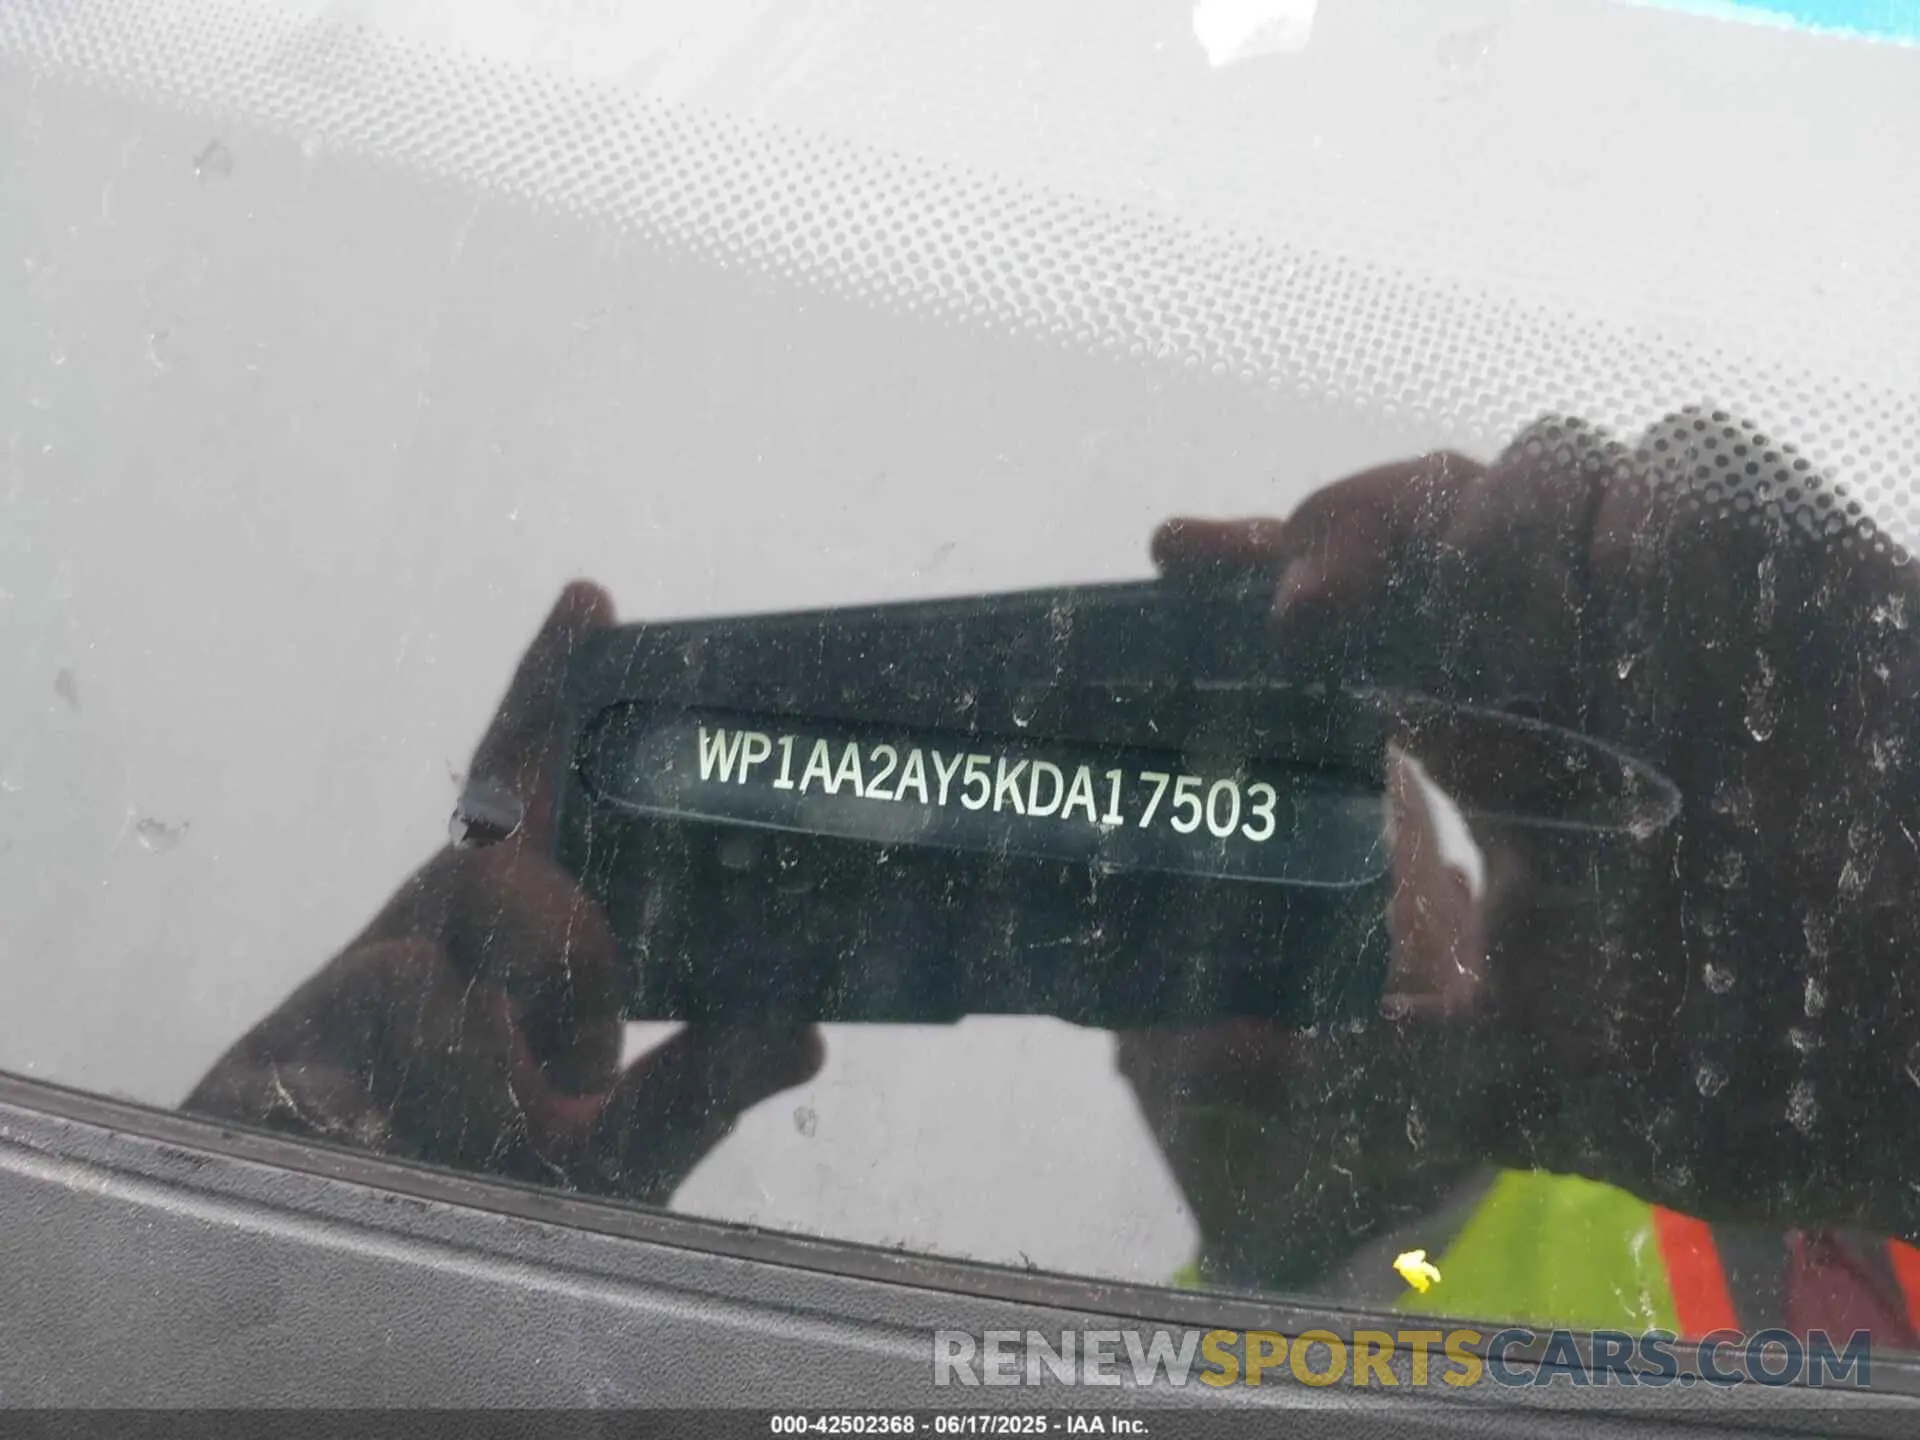 WP1AA2AY5KDA17503
RENEWSPORTSCARS.COM
000-42502368 - 06/17/2025 - IAA Inc.